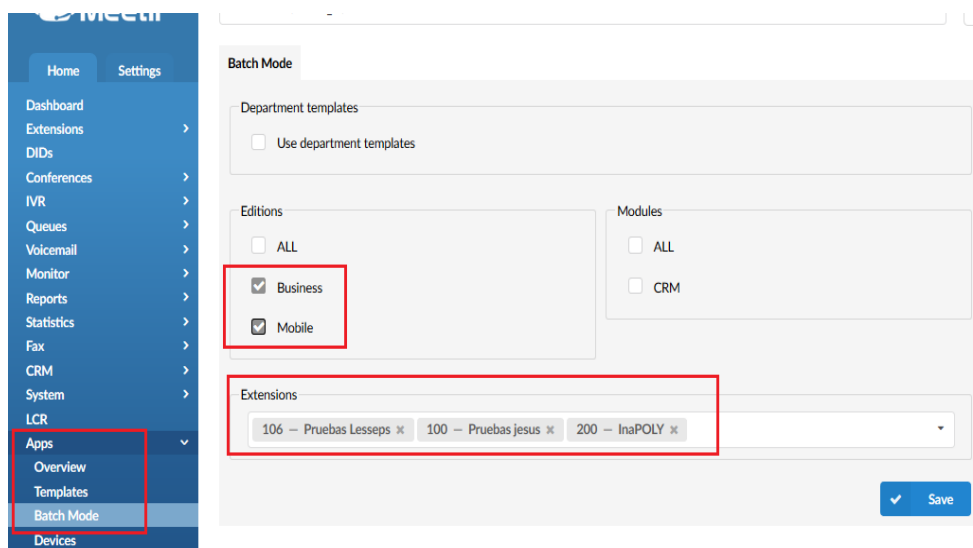 Home Settings
Dashboard
Extensions
DIDs
Conferences
IVR
Queues
Voicemail
Monitor
Reports
Statistics
Fax
CRM
System
LCR
Apps
Overview
Templates
Batch Mode
Devices
Batch Mode
Department templates
Use department templates
Editions
ALL
Business
Mobile
Modules
ALL
CRM
Extensions
106 — Pruebas Lesseps × 100 — Pruebas jesus × 200 — InaPOLY ×
Save